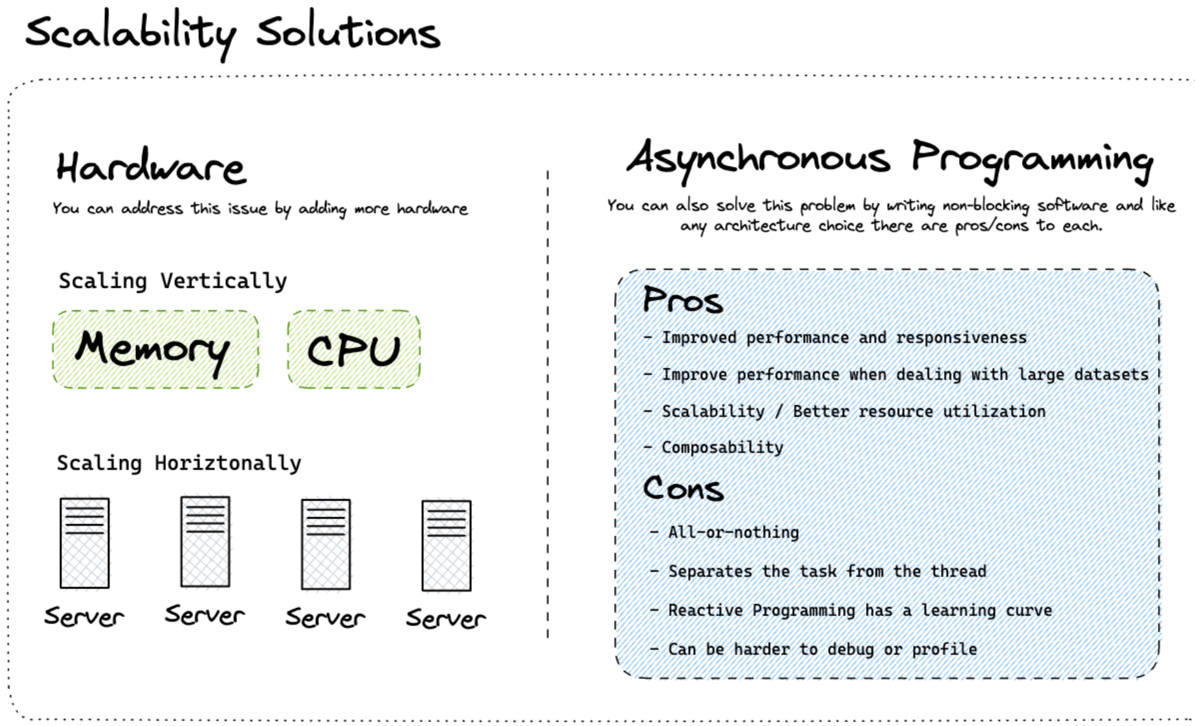 Scalability Solutions
Hardware
You can address this issue by adding more hardware
Scaling Vertically
Memory
CPU
Scaling Horiztonally
Server
Server
Server
Server
Asynchronous Programming
You can also solve this problem by writing non-blocking software and like
any architecture choice there are pros/cons to each.
Pros
- Improved performance and responsiveness
- Improve performance when dealing with large datasets
- Scalability / Better resource utilization
- Composability
Cons
- All-or-nothing
- Separates the task from the thread
- Reactive Programming has a learning curve
- Can be harder to debug or profile